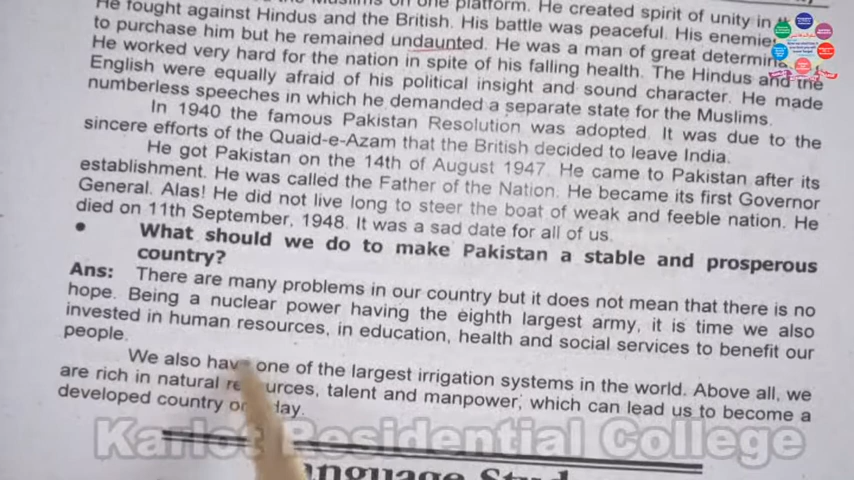 the Muslims on one platform. He created spirit of unity in
He fought against Hindus and the British. His battle was peaceful. His enemies
to purchase him but he remained undaunted. He was a man of great
He worked very hard for the nation in spite of his falling health. The Hindus and the
English were equally afraid of his political insight and sound character. He made
numberless speeches in which he demanded a separate state for the Muslims.
In 1940 the famous Pakistan Resolution was adopted. It was due to the
sincere efforts of the Quaid-e-Azam that the British decided to leave India.
He got Pakistan on the 14th of August 1947. He came to Pakistan after its
establishment. He was called the Father of the Nation. He became its first Governor
General. Alas! He did not live long to steer the boat of weak and feeble nation. He
died on 11th September, 1948. It was a sad date for all of us.
• What should we do to make Pakistan a stable and prosperous
country?
Ans: There are many problems in our country but it does not mean that there is no
hope. Being a nuclear power having the eighth largest army, it is time we also
invested in human resources, in education, health and social services to benefit our
people.
We also have one of the largest irrigation systems in the world. Above all, we
are rich in natural resources, talent and manpower, which can lead us to become a
developed country day.
Karlot Residential College